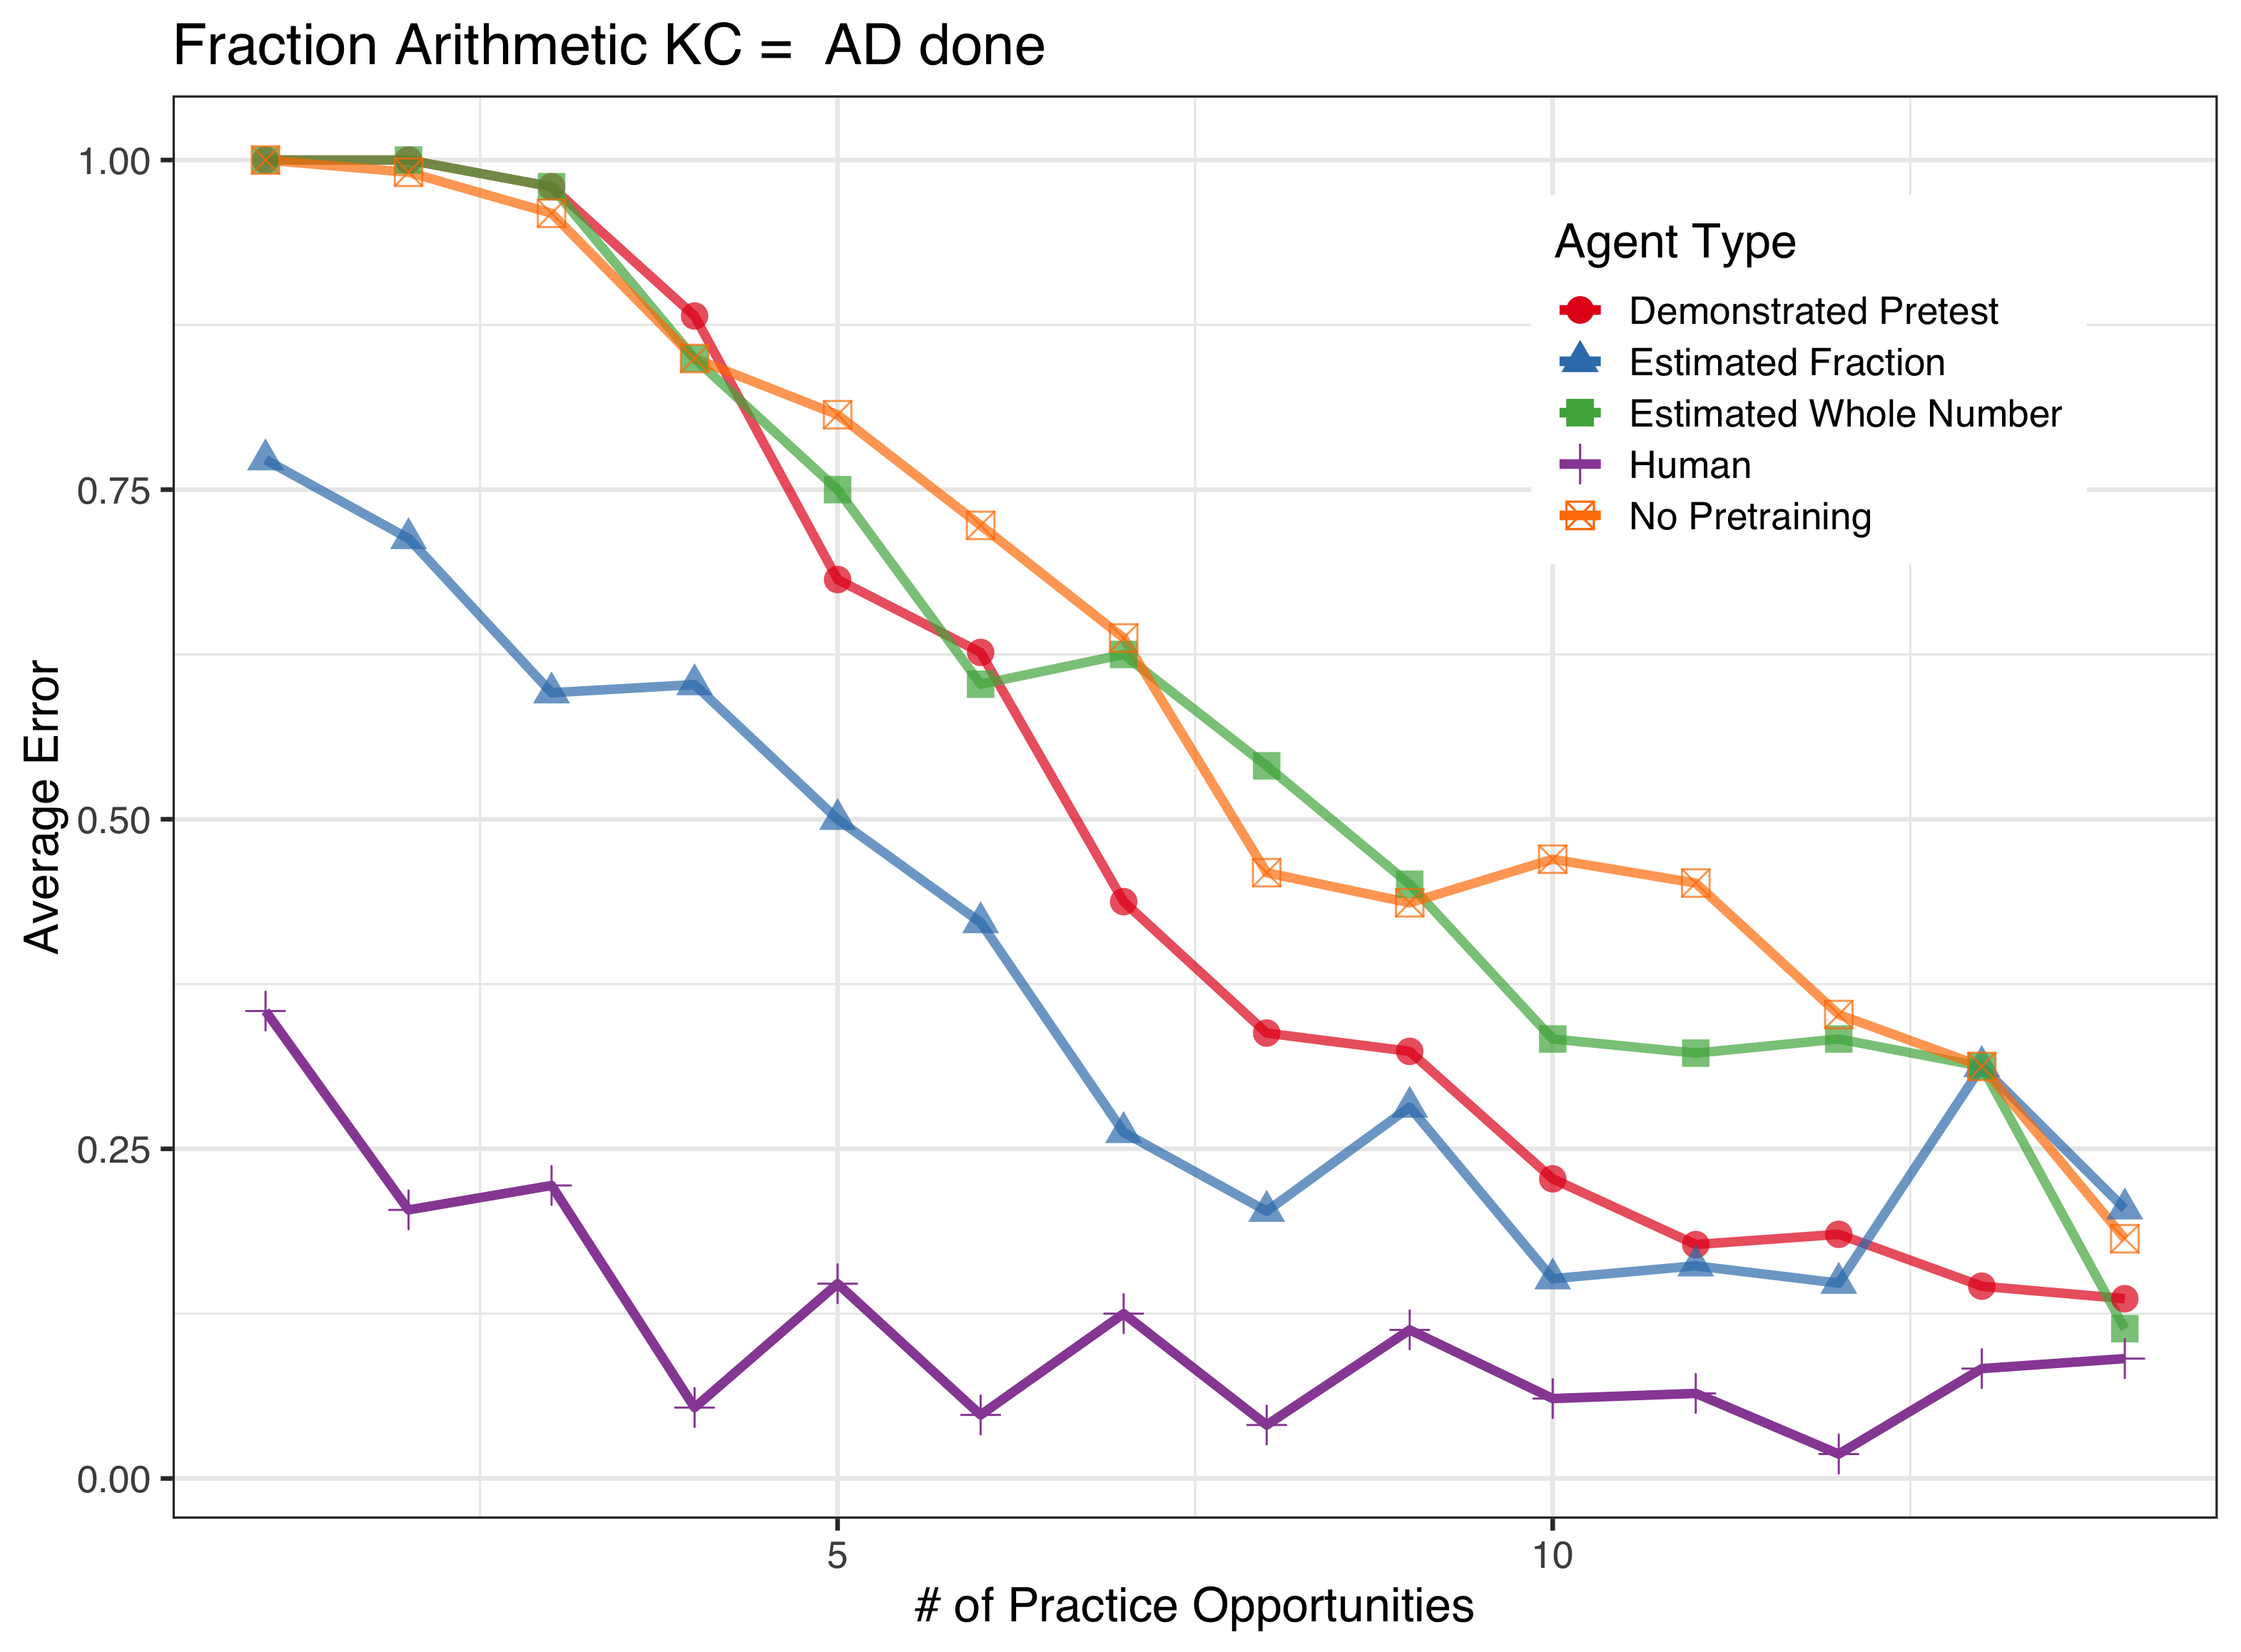 Fraction Arithmetic KC =  AD done
1.00
0.75
0.50
0.25
0.00
Average Error
Agent Type
Demonstrated Pretest
Estimated Fraction
Estimated Whole Number
Human
No Pretraining
5
10
# of Practice Opportunities